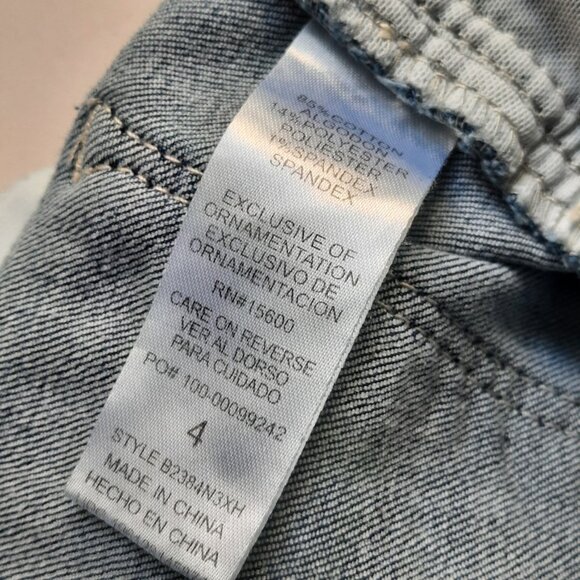 85% COTTON
ALGODON
14% POLYESTER
POLIESTER
1% SPANDEX
SPANDEX
EXCLUSIVE OF
ORNAMENTATION
EXCLUSIVO DE
ORNAMENTACION
RN#15600
CARE ON REVERSE
VER AL DORSO
PARA CUIDADO
PO# 100-00099242
4
STYLE B2384N3XH
MADE IN CHINA
HECHO EN CHINA